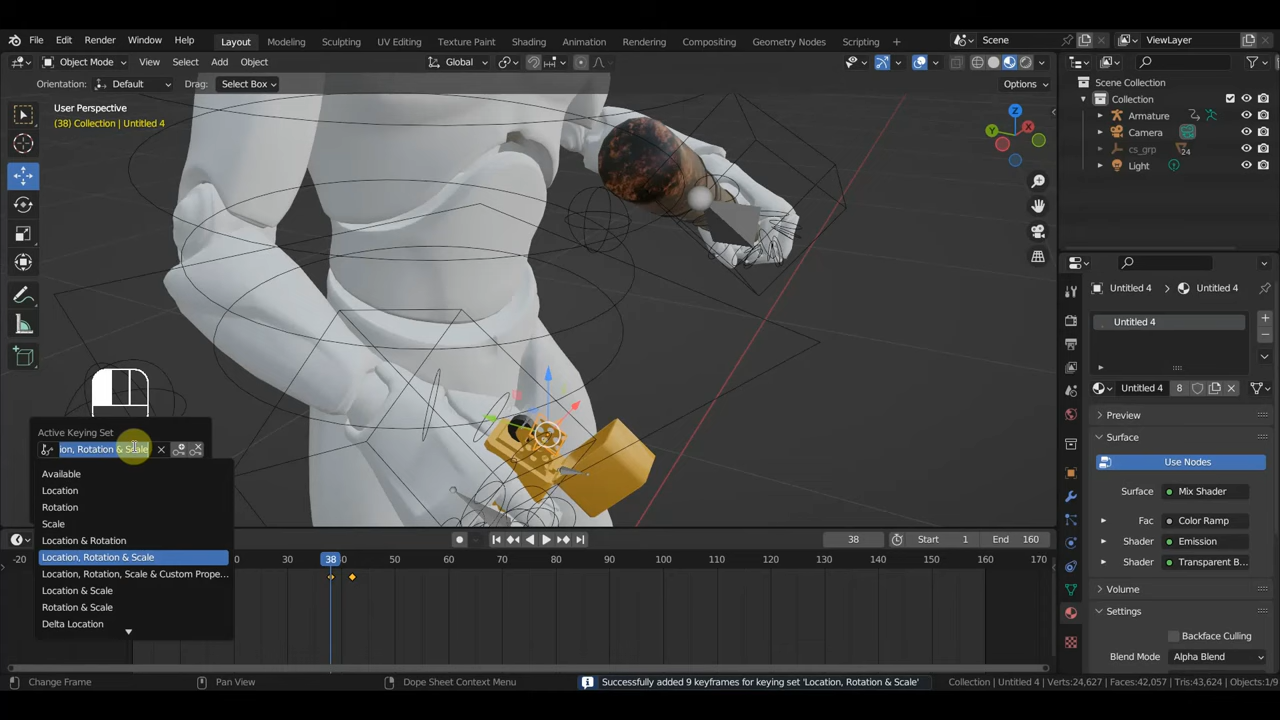 File Edit Render Window Help Layout Modeling Sculpting UV Editing Texture Paint Shading Animation Rendering Compositing Geometry Nodes Scripting + Scene ViewLayer
Object Mode View Select Add Object Global
Orientation: Default Drag: Select Box Options
User Perspective
(38) Collection | Untitled 4
Z
Y
X
Scene Collection
Collection
Armature
Camera
cs_grp 24
Light
Untitled 4 > Untitled 4
Untitled 4
Untitled 4 8
Preview
Surface
Use Nodes
Surface Mix Shader
Fac Color Ramp
Shader Emission
Shader Transparent B...
Volume
Settings
Backface Culling
Blend Mode Alpha Blend
Active Keying Set
ion, Rotation & Scale
Available
Location
Rotation
Scale
Location & Rotation
Location, Rotation & Scale
Location, Rotation, Scale & Custom Prope...
Location & Scale
Rotation & Scale
Delta Location
38 Start 1 End 160
-20 30 38 50 60 70 80 90 100 110 120 130 140 150 160 170
Change Frame Pan View Dope Sheet Context Menu Successfully added 9 keyframes for keying set 'Location, Rotation & Scale' Collection | Untitled 4 | Verts:24,627 | Faces:42,057 | Tris:43,624 | Objects:1/9